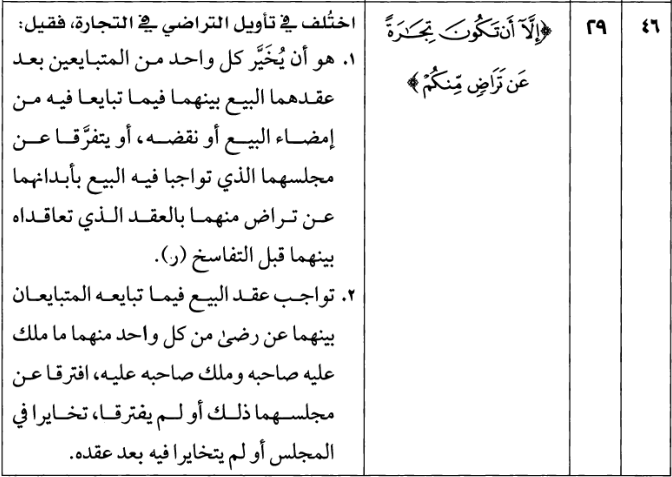 ٤٦
٢٩
﴿إِلَّآ أَن تَكُونَ تِجَٰرَةً
عَن تَرَاضٖ مِّنكُمۡ﴾
اختُلف في تأويل التراضي في التجارة، فقيل:
١. هو أن يُخَيَّر كل واحد من المتبايعين بعد
عقدهما البيع بينهما فيما تبايعا فيه من
إمضاء البيع أو نقضه، أو يتفرَّقا عن
مجلسهما الذي تواجبا فيه البيع بأبدانهما
عن تراض منهما بالعقد الذي تعاقداه
بينهما قبل التفاسخ (ر).
٢. تواجب عقد البيع فيما تبايعه المتبايعان
بينهما عن رضىٰ من كل واحد منهما ما ملك
عليه صاحبه وملك صاحبه عليه، افترقا عن
مجلسهما ذلك أو لم يفترقا، تخايرا في
المجلس أو لم يتخايرا فيه بعد عقده.